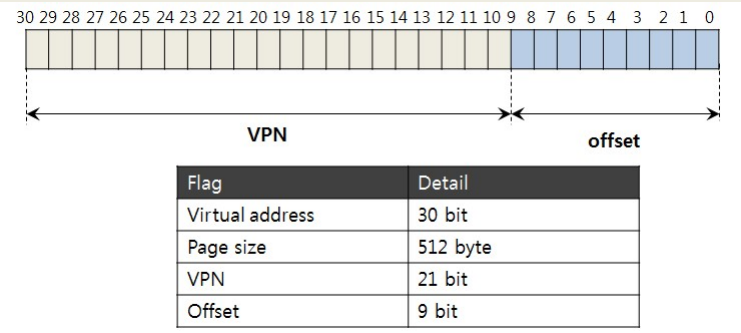 30 29 28 27 26 25 24 23 22 21 20 19 18 17 16 15 14 13 12 11 10 9 8 7 6 5 4 3 2 1 0
VPN
offset
Flag Detail
Virtual address 30 bit
Page size 512 byte
VPN 21 bit
Offset 9 bit